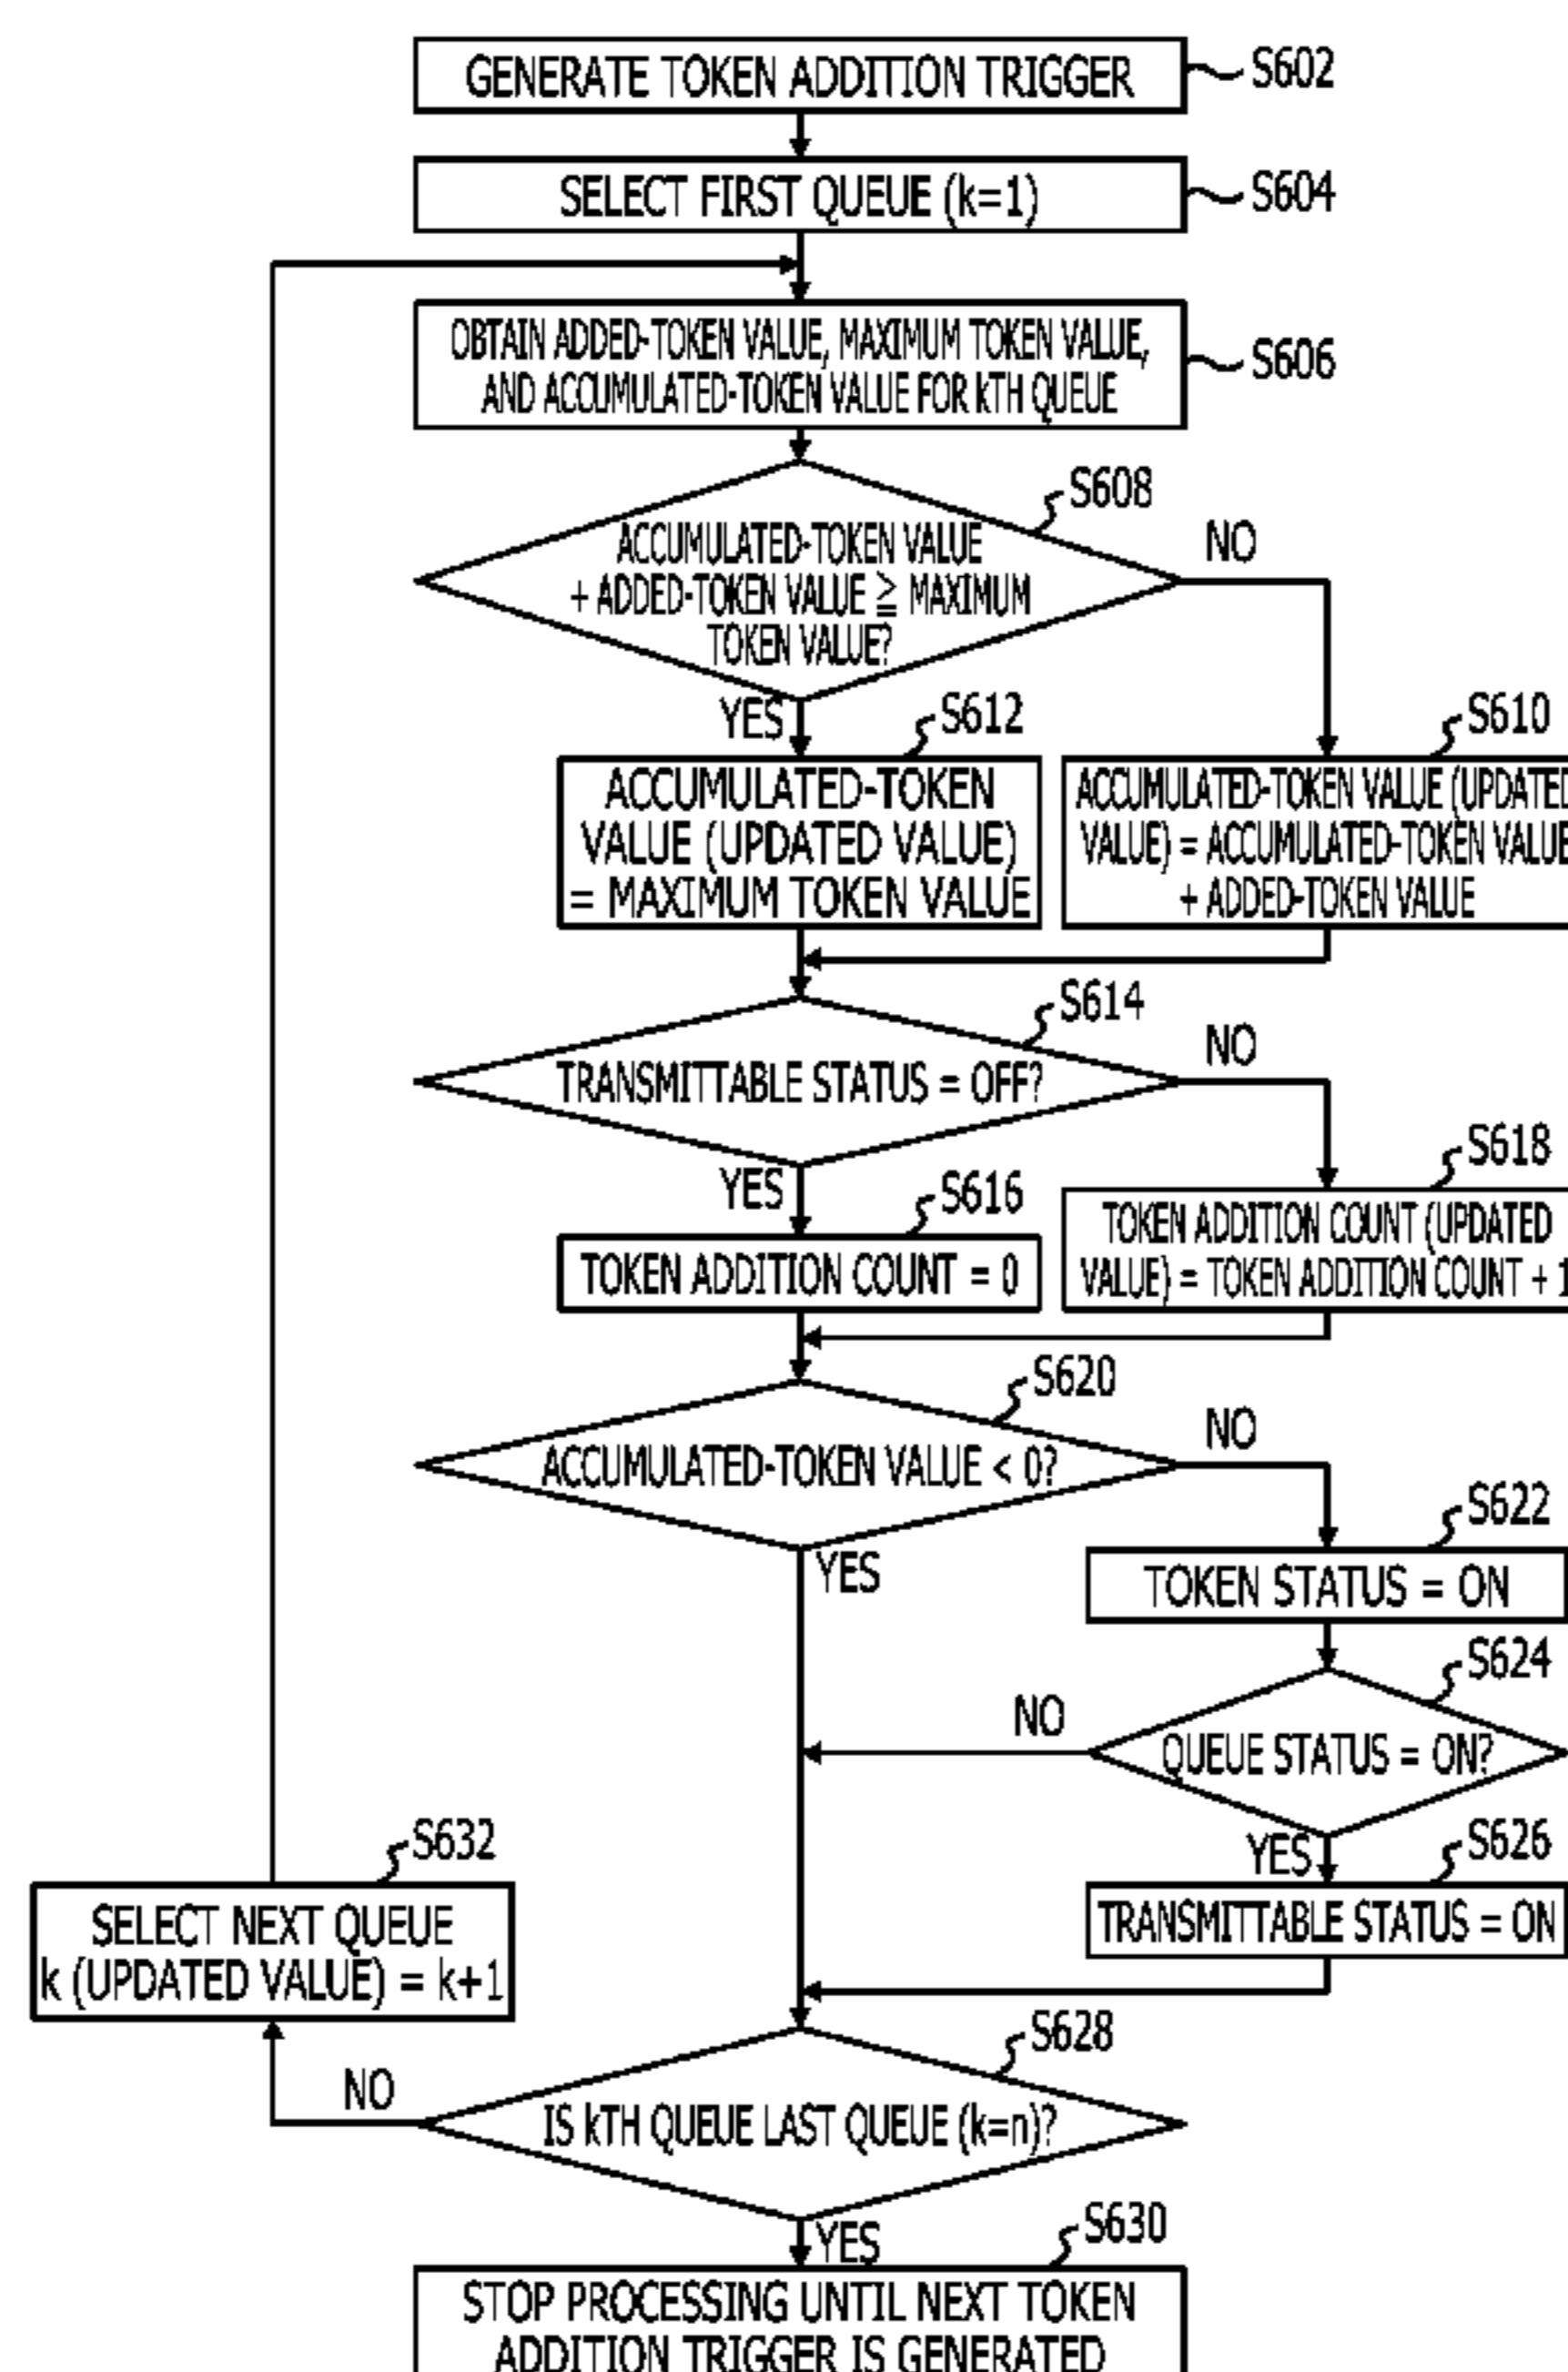 GENERATE TOKEN ADDITION TRIGGER
S602
SELECT FIRST QUEUE (k=1)
S604
OBTAIN ADDED-TOKEN VALUE, MAXIMUM TOKEN VALUE,
AND ACCUMULATED-TOKEN VALUE FOR kTH QUEUE
S606
S608
ACCUMULATED-TOKEN VALUE
+ ADDED-TOKEN VALUE ≧ MAXIMUM
TOKEN VALUE?
NO
YES
S612
ACCUMULATED-TOKEN
VALUE (UPDATED VALUE)
= MAXIMUM TOKEN VALUE
S610
ACCUMULATED-TOKEN VALUE (UPDATED
VALUE) = ACCUMULATED-TOKEN VALUE
+ ADDED-TOKEN VALUE
S614
TRANSMITTABLE STATUS = OFF?
NO
YES
S616
TOKEN ADDITION COUNT = 0
S618
TOKEN ADDITION COUNT (UPDATED
VALUE) = TOKEN ADDITION COUNT + 1
S620
ACCUMULATED-TOKEN VALUE < 0?
NO
YES
S622
TOKEN STATUS = ON
S624
QUEUE STATUS = ON?
NO
YES
S626
TRANSMITTABLE STATUS = ON
S632
SELECT NEXT QUEUE
k (UPDATED VALUE) = k+1
S628
IS kTH QUEUE LAST QUEUE (k=n)?
NO
YES
S630
STOP PROCESSING UNTIL NEXT TOKEN
ADDITION TRIGGER IS GENERATED